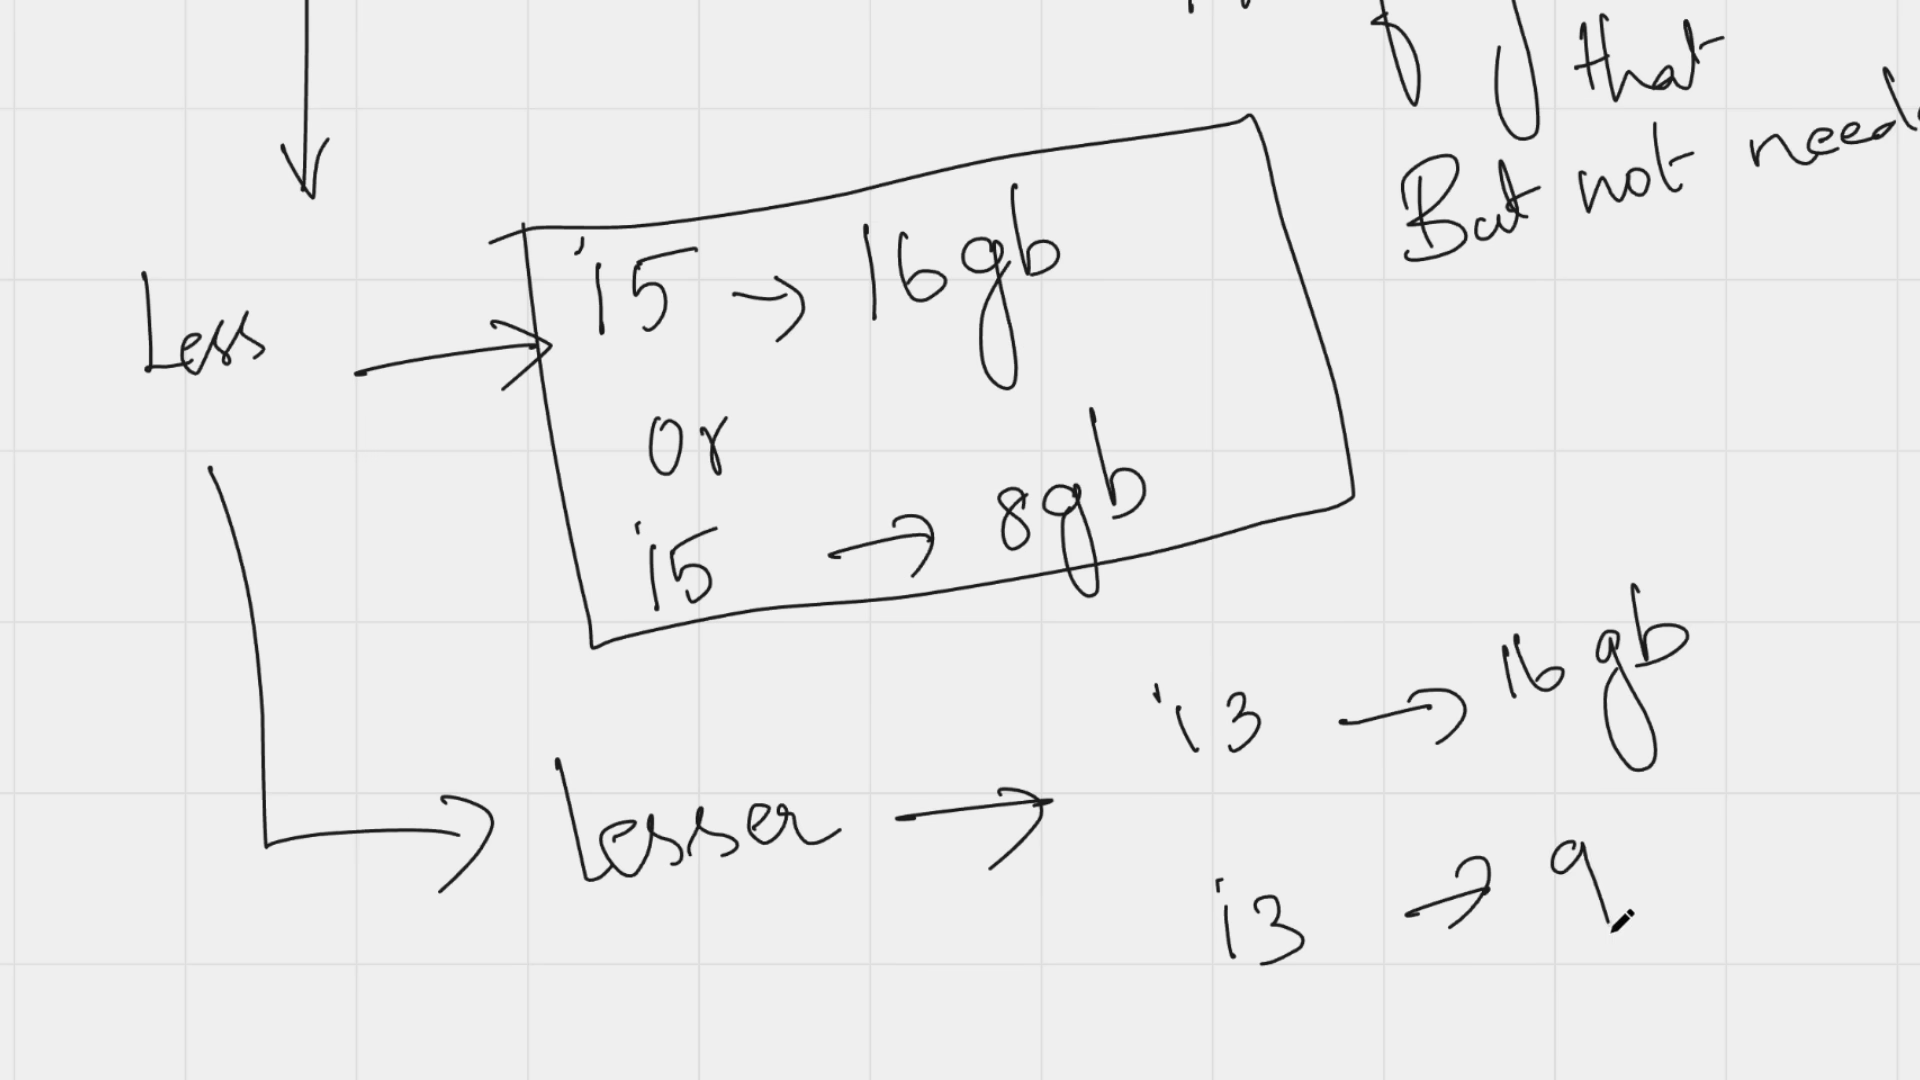 that
But not need
Less → i5 → 16gb
or
i5 → 8gb
i3 → 16gb
Lesser →
i3 → 9